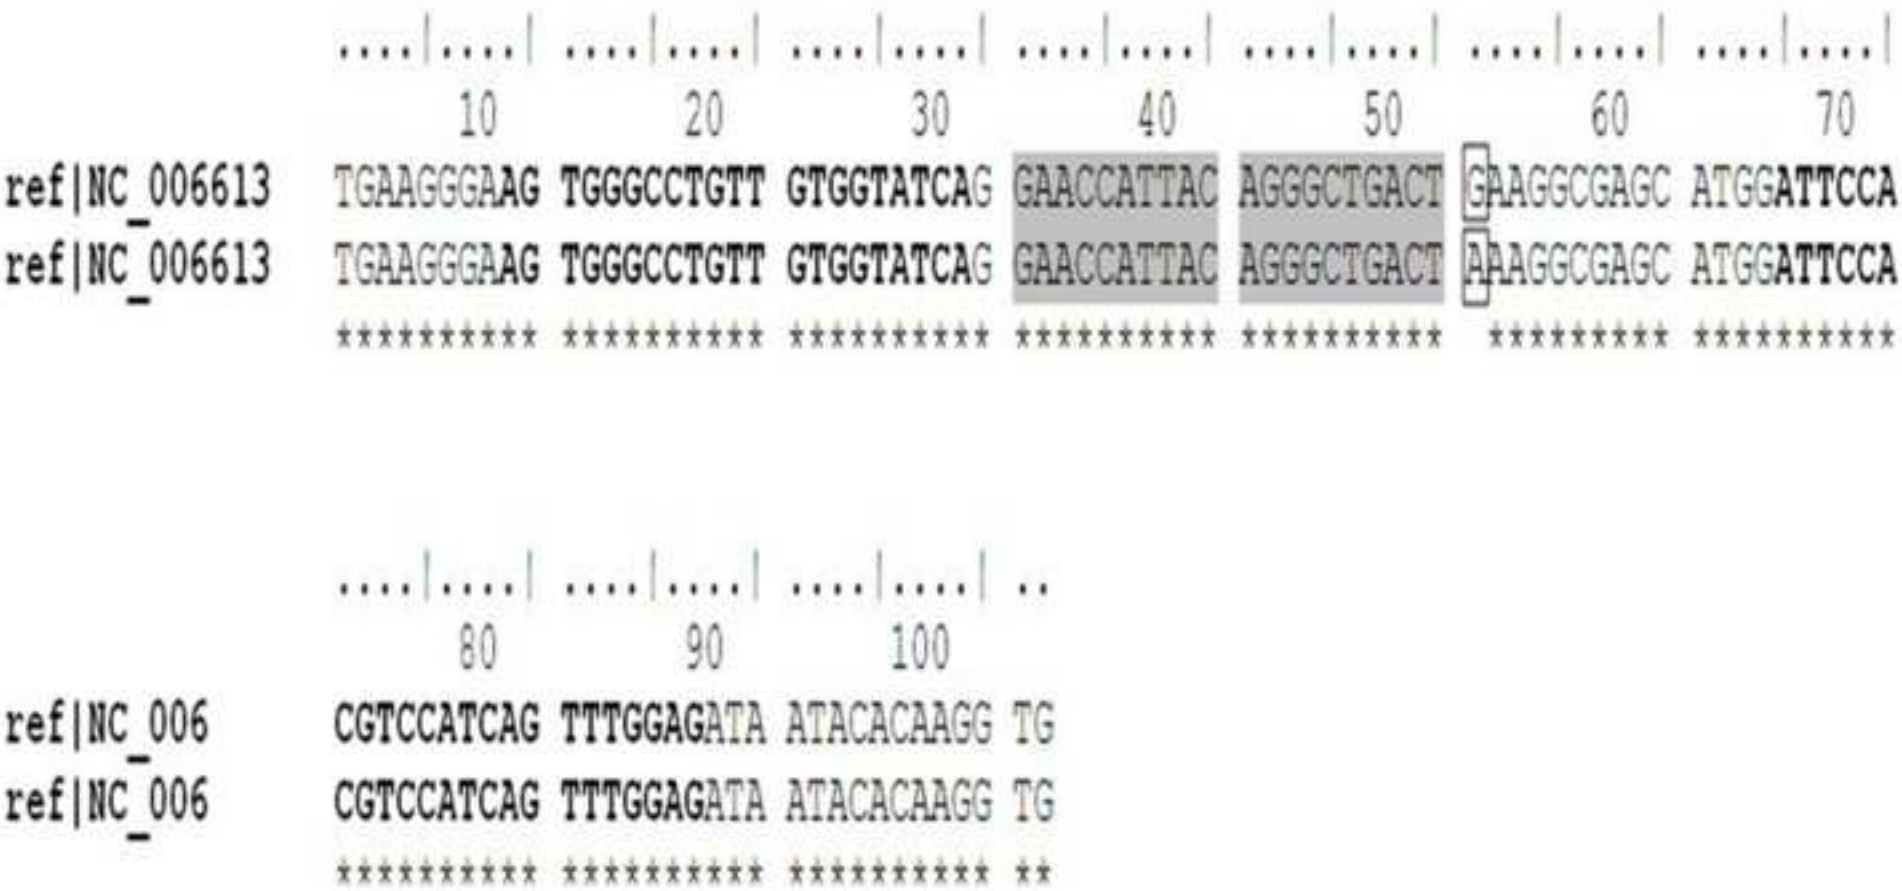 ....|....| ....|....| ....|....| ....|....| ....|....| ....|....| ....|....|
10 20 30 40 50 60 70
ref|NC_006613 TGAAGGGAAG TGGGCCTGTT GTGGTATCAG GAACCATTAC AGGGCTGACT GAAGGCGAGC ATGGATTCCA
ref|NC_006613 TGAAGGGAAG TGGGCCTGTT GTGGTATCAG GAACCATTAC AGGGCTGACT AAAGGCGAGC ATGGATTCCA
********** ********** ********** ********** ********** ********* **********
....|....| ....|....| ....|....| ..
80 90 100
ref|NC_006 CGTCCATCAG TTTGGAGATA ATACACAAGG TG
ref|NC_006 CGTCCATCAG TTTGGAGATA ATACACAAGG TG
********** ********** ********** **